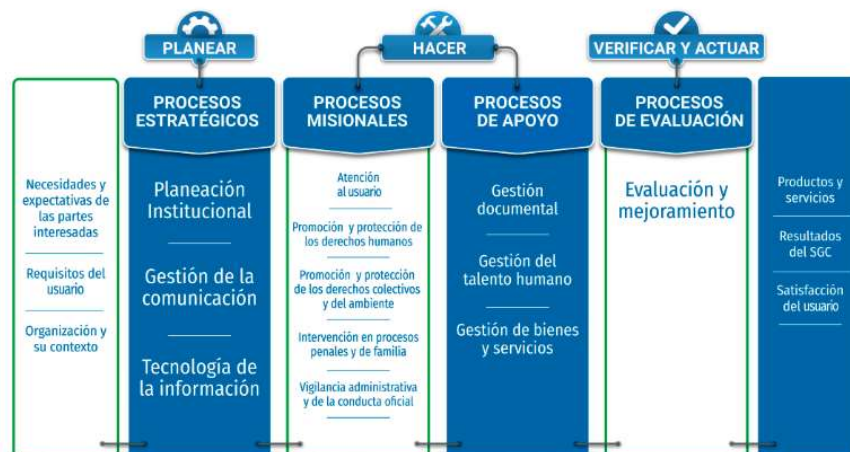 PLANEAR
HACER
VERIFICAR Y ACTUAR
Necesidades y
expectativas de
las partes
interesadas
Requisitos del
usuario
Organización y
su contexto
PROCESOS
ESTRATÉGICOS
Planeación
Institucional
Gestión de la
comunicación
Tecnología de
la información
PROCESOS
MISIONALES
Atención
al usuario
Promoción y protección de
los derechos humanos
Promoción y protección
de los derechos colectivos
y del ambiente
Intervención en procesos
penales y de familia
Vigilancia administrativa
y de la conducta oficial
PROCESOS
DE APOYO
Gestión
documental
Gestión del
talento humano
Gestión de bienes
y servicios
PROCESOS
DE EVALUACIÓN
Evaluación y
mejoramiento
Productos y
servicios
Resultados
del SGC
Satisfacción
del usuario